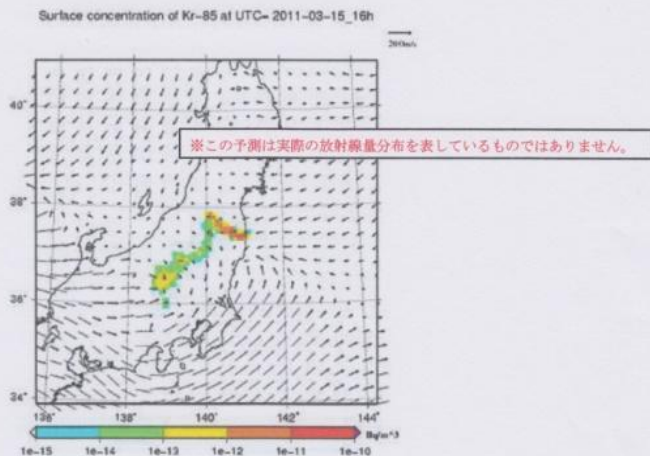 Surface concentration of Kr-85 at UTC= 2011-03-15_16h
20.0m/s
40°
※この予測は実際の放射線量分布を表しているものではありません。
38°
36°
34°
136° 138° 140° 142° 144°
Bq/m^3
1e-15 1e-14 1e-13 1e-12 1e-11 1e-10